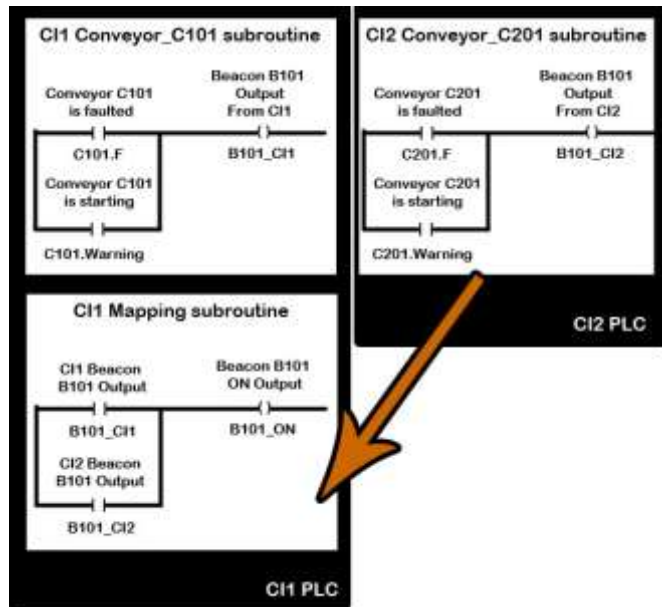 CI1 Conveyor_C101 subroutine
Conveyor C101
is faulted
Beacon B101
Output
From CI1
C101.F
B101_CI1
Conveyor C101
is starting
C101.Warning
CI2 Conveyor_C201 subroutine
Conveyor C201
is faulted
Beacon B101
Output
From CI2
C201.F
B101_CI2
Conveyor C201
is starting
C201.Warning
CI2 PLC
CI1 Mapping subroutine
CI1 Beacon
B101 Output
Beacon B101
ON Output
B101_CI1
B101_ON
CI2 Beacon
B101 Output
B101_CI2
CI1 PLC